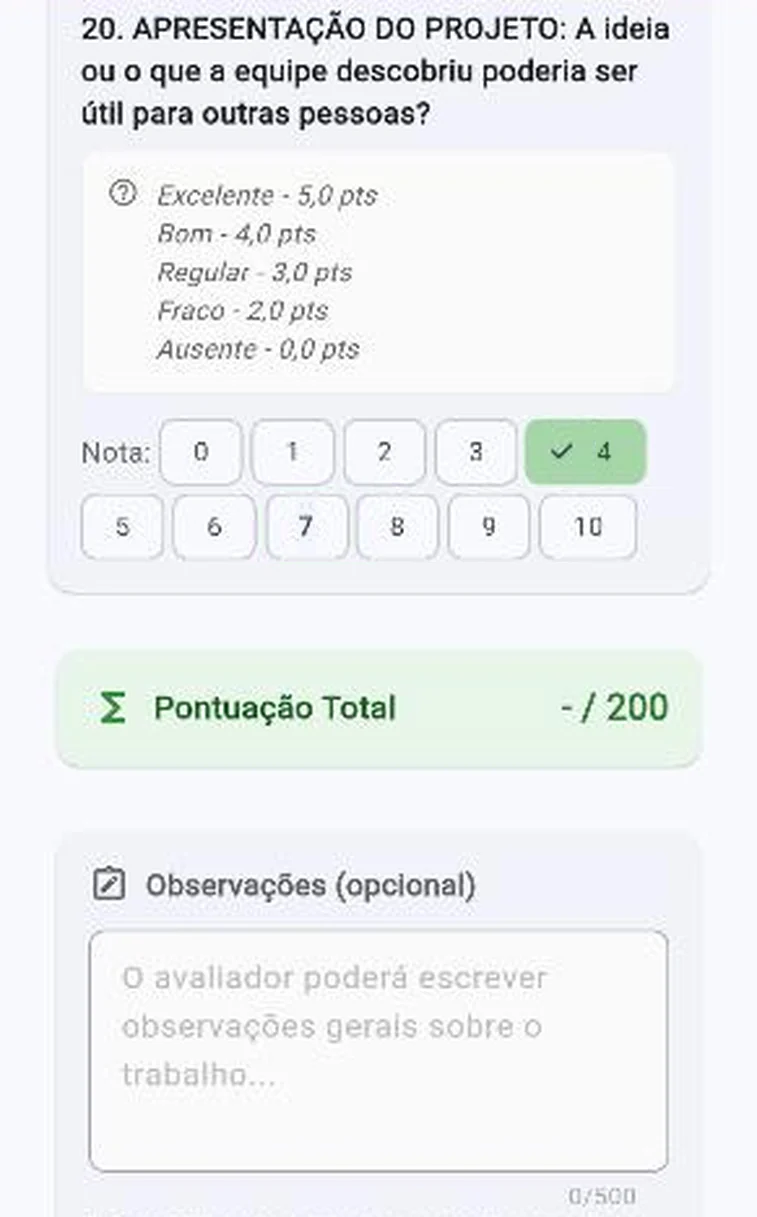 20. APRESENTAÇÃO DO PROJETO: A ideia
ou o que a equipe descobriu poderia ser
útil para outras pessoas?
Excelente - 5,0 pts
Bom - 4,0 pts
Regular - 3,0 pts
Fraco - 2,0 pts
Ausente - 0,0 pts
Nota: 0 1 2 3 4
5 6 7 8 9 10
Pontuação Total - / 200
Observações (opcional)
O avaliador poderá escrever
observações gerais sobre o
trabalho...
0/500